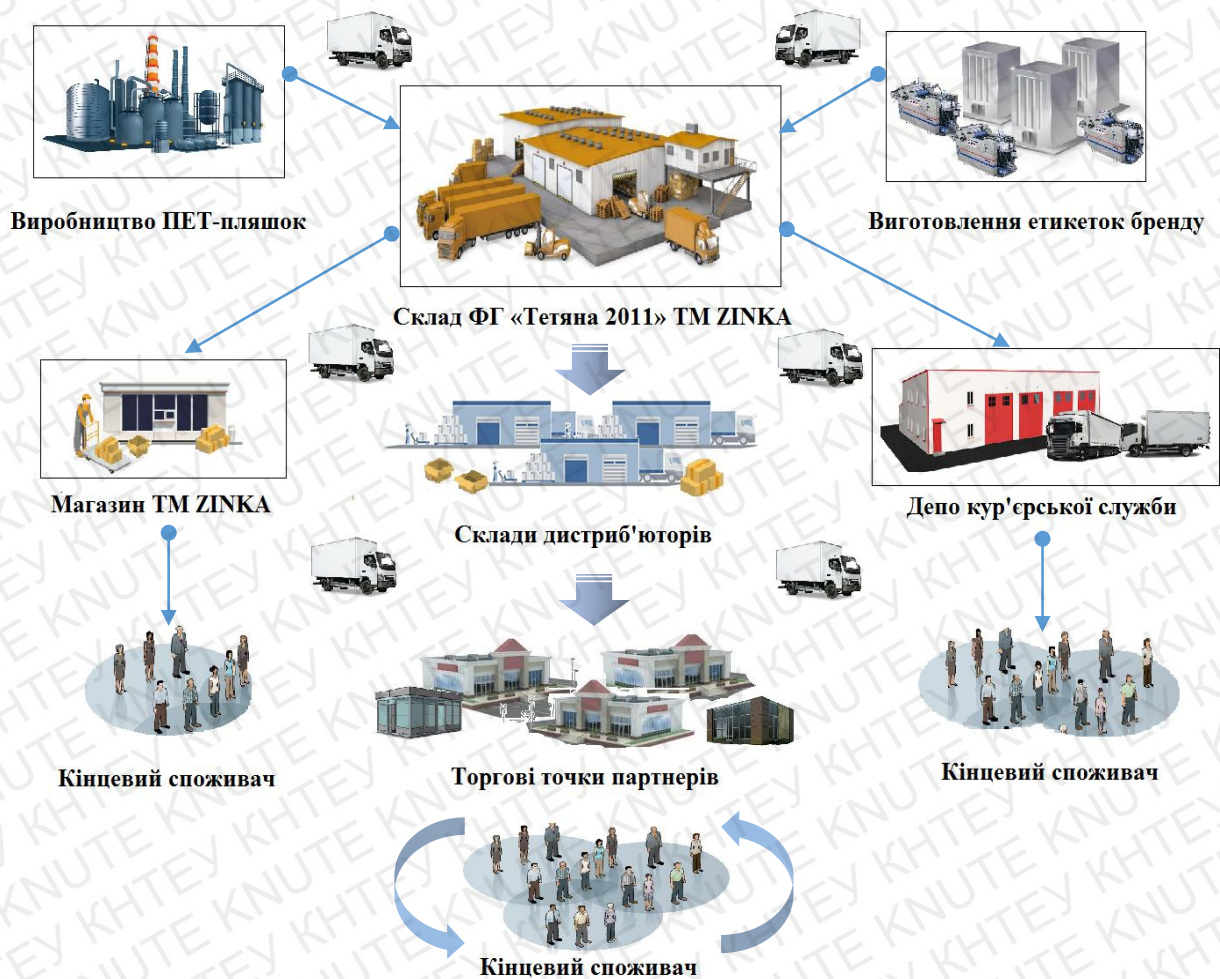 Виробництво ПЕТ-пляшок
Виготовлення етикеток бренду
Склад ФГ «Тетяна 2011» ТМ ZINKA
Магазин ТМ ZINKA
Склади дистриб'юторів
Депо кур'єрської служби
Кінцевий споживач
Торгові точки партнерів
Кінцевий споживач
Кінцевий споживач